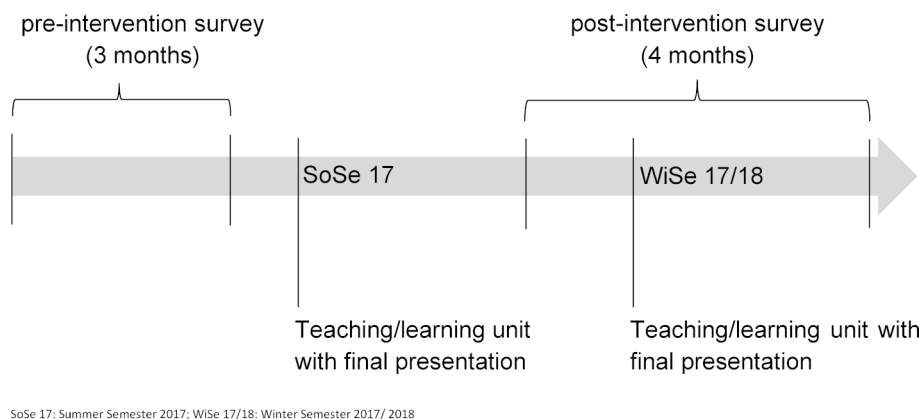 pre-intervention survey
(3 months)
post-intervention survey
(4 months)
SoSe 17
WiSe 17/18
Teaching/learning unit
with final presentation
Teaching/learning unit with
final presentation
SoSe 17: Summer Semester 2017; WiSe 17/18: Winter Semester 2017/ 2018